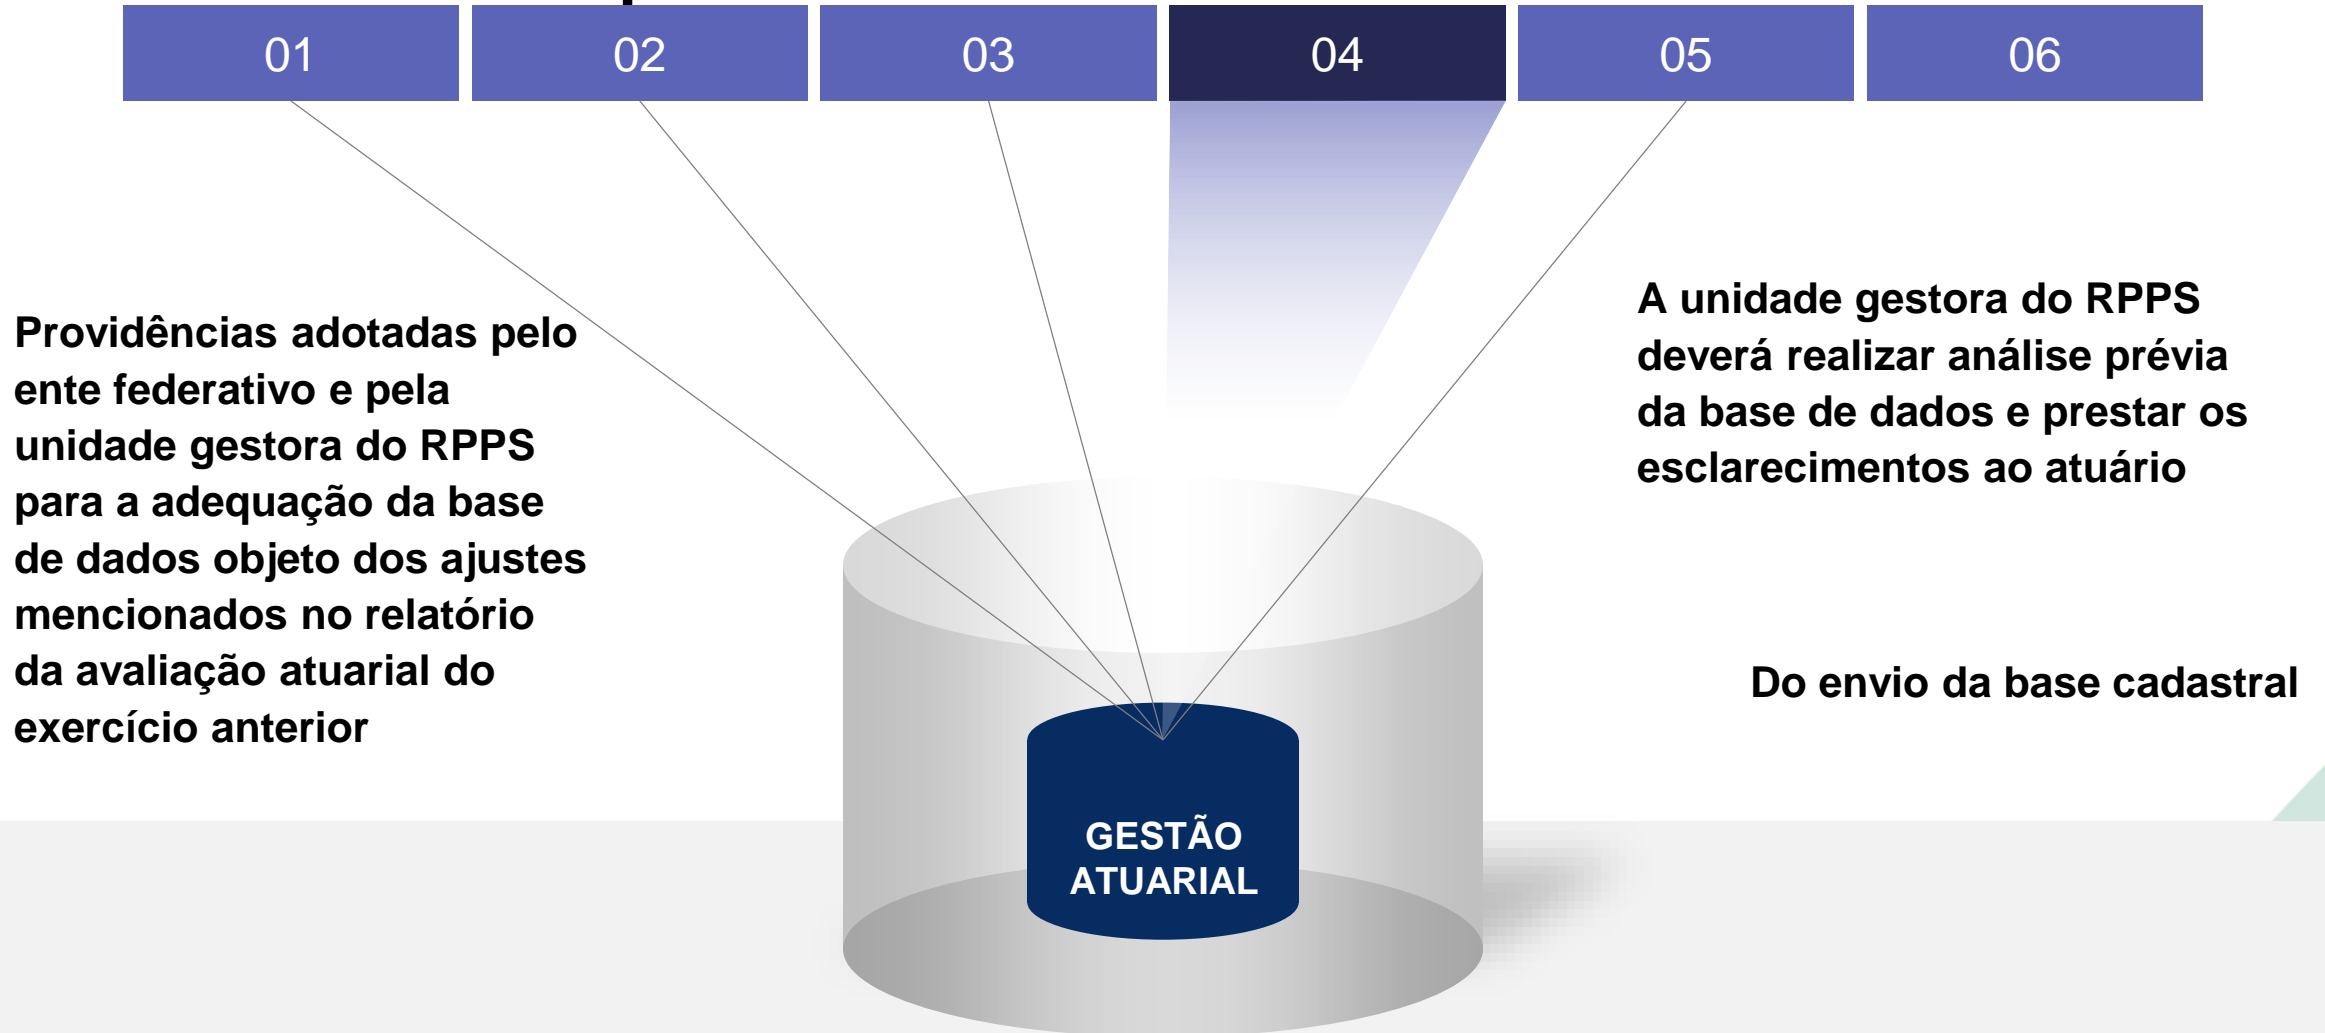 01
02
03
04
05
06
Providências adotadas pelo
ente federativo e pela
unidade gestora do RPPS
para a adequação da base
de dados objeto dos ajustes
mencionados no relatório
da avaliação atuarial do
exercício anterior
A unidade gestora do RPPS
deverá realizar análise prévia
da base de dados e prestar os
esclarecimentos ao atuário
Do envio da base cadastral
GESTÃO
ATUARIAL